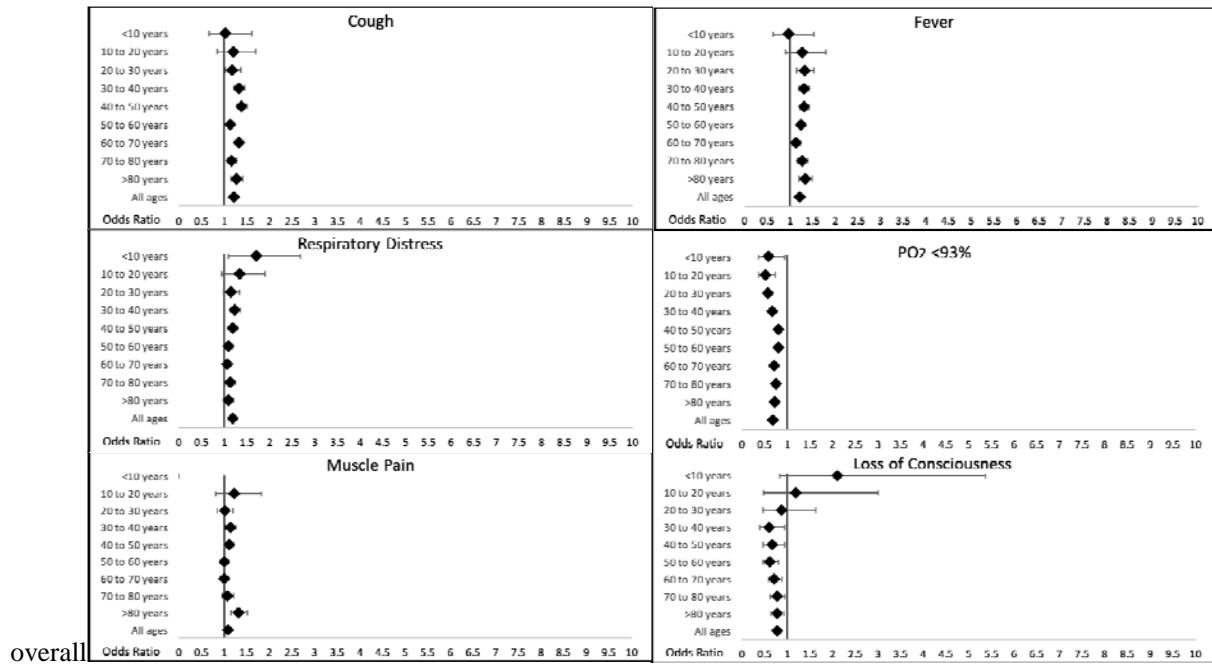 Cough
<10 years
10 to 20 years
20 to 30 years
30 to 40 years
40 to 50 years
50 to 60 years
60 to 70 years
70 to 80 years
>80 years
All ages
Odds Ratio 0 0.5 1 1.5 2 2.5 3 3.5 4 4.5 5 5.5 6 6.5 7 7.5 8 8.5 9 9.5 10
Fever
<10 years
10 to 20 years
20 to 30 years
30 to 40 years
40 to 50 years
50 to 60 years
60 to 70 years
70 to 80 years
>80 years
All ages
Odds Ratio 0 0.5 1 1.5 2 2.5 3 3.5 4 4.5 5 5.5 6 6.5 7 7.5 8 8.5 9 9.5 10
Respiratory Distress
<10 years
10 to 20 years
20 to 30 years
30 to 40 years
40 to 50 years
50 to 60 years
60 to 70 years
70 to 80 years
>80 years
All ages
Odds Ratio 0 0.5 1 1.5 2 2.5 3 3.5 4 4.5 5 5.5 6 6.5 7 7.5 8 8.5 9 9.5 10
PO2 <93%
<10 years
10 to 20 years
20 to 30 years
30 to 40 years
40 to 50 years
50 to 60 years
60 to 70 years
70 to 80 years
>80 years
All ages
Odds Ratio 0 0.5 1 1.5 2 2.5 3 3.5 4 4.5 5 5.5 6 6.5 7 7.5 8 8.5 9 9.5 10
Muscle Pain
<10 years
10 to 20 years
20 to 30 years
30 to 40 years
40 to 50 years
50 to 60 years
60 to 70 years
70 to 80 years
>80 years
All ages
Odds Ratio 0 0.5 1 1.5 2 2.5 3 3.5 4 4.5 5 5.5 6 6.5 7 7.5 8 8.5 9 9.5 10
Loss of Consciousness
<10 years
10 to 20 years
20 to 30 years
30 to 40 years
40 to 50 years
50 to 60 years
60 to 70 years
70 to 80 years
>80 years
All ages
Odds Ratio 0 0.5 1 1.5 2 2.5 3 3.5 4 4.5 5 5.5 6 6.5 7 7.5 8 8.5 9 9.5 10
overall